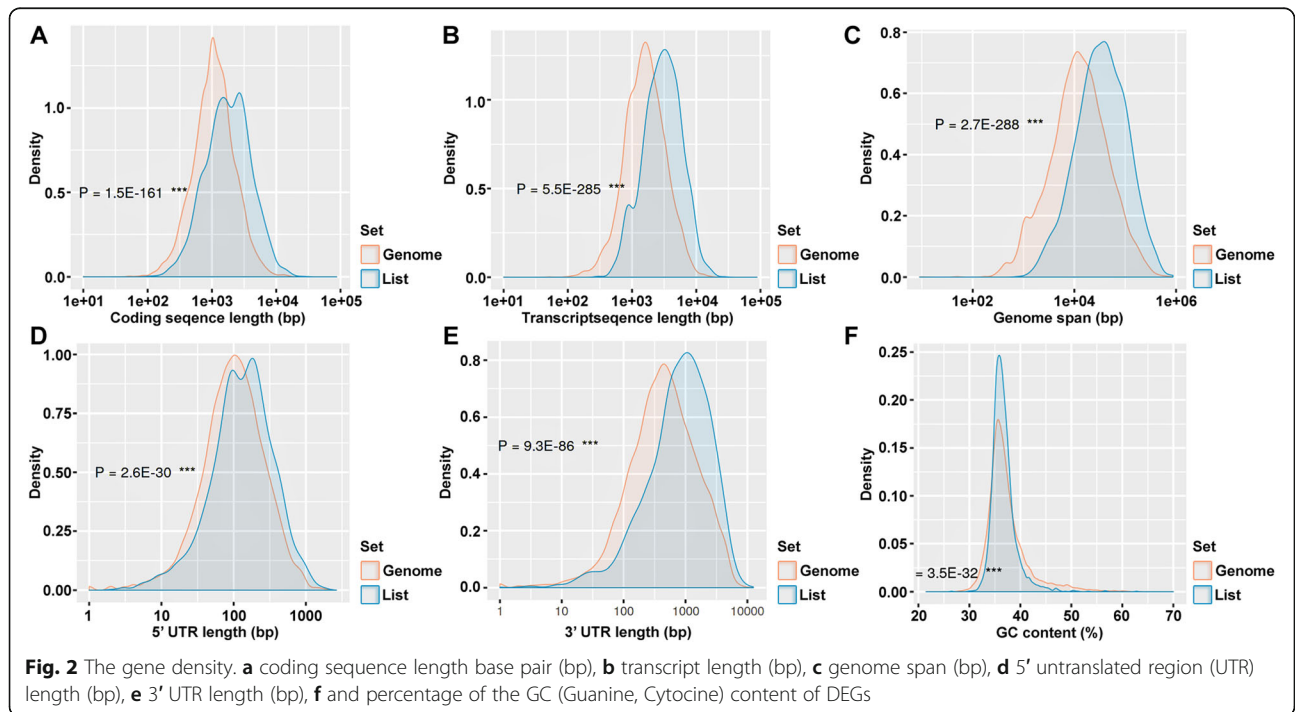 A
Density
1.0
0.5
0.0
P = 1.5E-161 ***
1e+01 1e+02 1e+03 1e+04 1e+05
Coding seqence length (bp)
Set
Genome
List
B
Density
1.0
0.5
0.0
P = 5.5E-285 ***
1e+01 1e+02 1e+03 1e+04 1e+05
Transcriptseqence length (bp)
Set
Genome
List
C
Density
0.8
0.6
0.4
0.2
0.0
P = 2.7E-288 ***
1e+02 1e+04 1e+06
Genome span (bp)
Set
Genome
List
D
Density
1.00
0.75
0.50
0.25
0.00
P = 2.6E-30 ***
1 10 100 1000
5' UTR length (bp)
Set
Genome
List
E
Density
0.8
0.6
0.4
0.2
0.0
P = 9.3E-86 ***
1 10 100 1000 10000
3' UTR length (bp)
Set
Genome
List
F
Density
0.25
0.20
0.15
0.10
0.05
0.00
= 3.5E-32 ***
20 30 40 50 60 70
GC content (%)
Set
Genome
List
Fig. 2 The gene density. a coding sequence length base pair (bp), b transcript length (bp), c genome span (bp), d 5′ untranslated region (UTR)
length (bp), e 3′ UTR length (bp), f and percentage of the GC (Guanine, Cytocine) content of DEGs